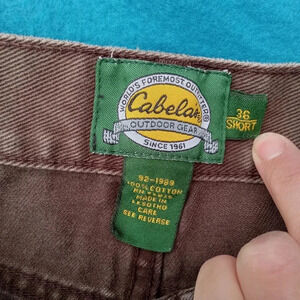 WORLD'S FOREMOST OUTFITTER®
Cabela's
OUTDOOR GEAR
SINCE 1961
36
SHORT
92-1989
100% COTTON
MADE IN
LESOTHO
CARE
SEE REVERSE